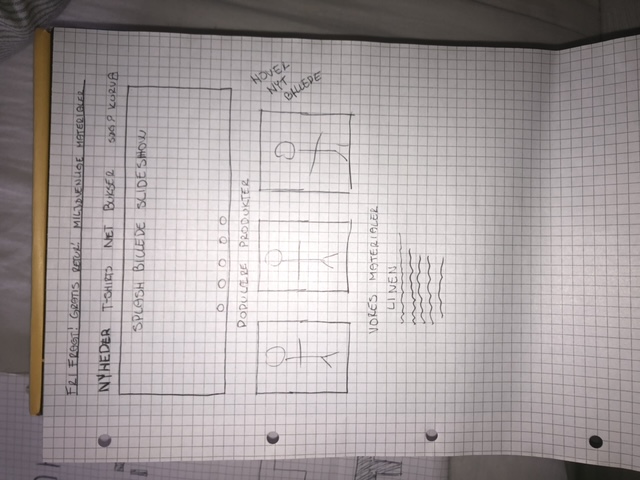 FRI FRAGT! GRATIS RETUR! MILJØVENLIGE MATERIALER
NYHEDER T-SHIRTS NET BUKSER SØG? KURV
SPLASH BILLEDE SLIDESHOW
POPULÆRE PRODUKTER
HOVER
NYT
BILLEDE
VORES MATERIALER
LINEN